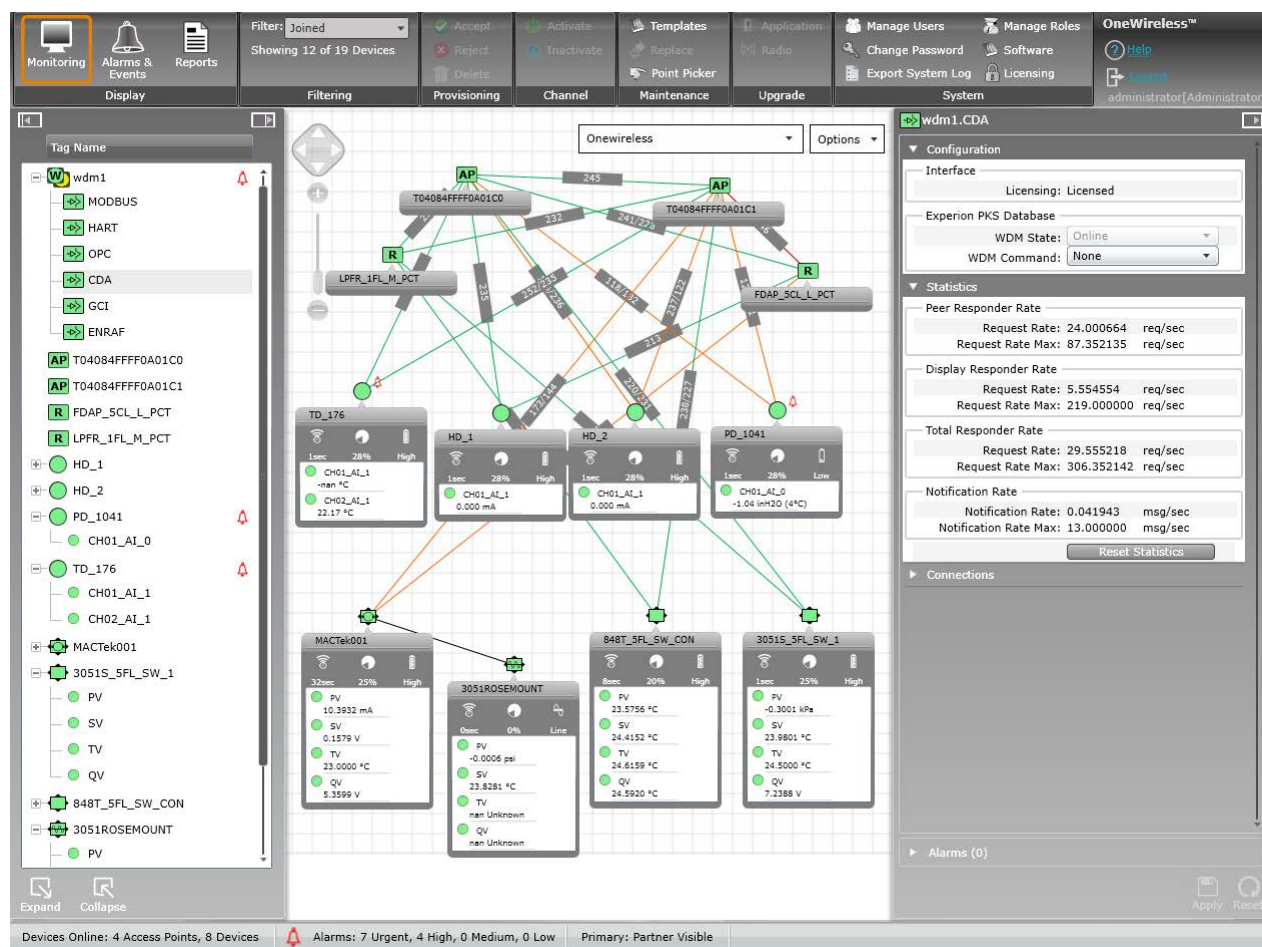 Monitoring
Alarms & Events
Reports
Display
Filter: Joined
Showing 12 of 19 Devices
Filtering
Accept
Reject
Delete
Provisioning
Activate
Inactivate
Channel
Templates
Replace
Point Picker
Maintenance
Application
Radio
Upgrade
Manage Users
Manage Roles
Change Password
Software
Export System Log
Licensing
System
OneWireless™
Help
Logout
administrator[Administrator
Tag Name
wdm1
MODBUS
HART
OPC
CDA
GCI
ENRAF
AP T04084FFFF0A01C0
AP T04084FFFF0A01C1
R FDAP_5CL_L_PCT
R LPFR_1FL_M_PCT
HD_1
HD_2
PD_1041
CH01_AI_0
TD_176
CH01_AI_1
CH02_AI_1
MACTek001
3051S_5FL_SW_1
PV
SV
TV
QV
848T_5FL_SW_CON
3051ROSEMOUNT
PV
Expand
Collapse
Onewireless
Options
AP
T04084FFFF0A01C0
245
AP
T04084FFFF0A01C1
232
R
LPFR_1FL_M_PCT
R
FDAP_5CL_L_PCT
235
252/235
118/132
237/122
213
173/144
238/227
TD_176
1sec 28% High
CH01_AI_1
-nan °C
CH02_AI_1
22.17 °C
HD_1
1sec 28% High
CH01_AI_1
0.000 mA
HD_2
1sec 28% High
CH01_AI_1
0.000 mA
PD_1041
1sec 28% Low
CH01_AI_0
-1.04 inH2O (4°C)
MACTek001
32sec 25% High
PV
10.3932 mA
SV
0.1579 V
TV
23.0000 °C
QV
5.3599 V
3051ROSEMOUNT
0sec 0% Line
PV
-0.0006 psi
SV
23.8281 °C
TV
nan Unknown
QV
nan Unknown
848T_5FL_SW_CON
8sec 20% High
PV
23.5756 °C
SV
24.4152 °C
TV
24.6159 °C
QV
24.5920 °C
3051S_5FL_SW_1
1sec 25% High
PV
-0.3001 kPa
SV
23.9801 °C
TV
24.5000 °C
QV
7.2388 V
wdm1.CDA
Configuration
Interface
Licensing: Licensed
Experion PKS Database
WDM State: Online
WDM Command: None
Statistics
Peer Responder Rate
Request Rate: 24.000664 req/sec
Request Rate Max: 87.352135 req/sec
Display Responder Rate
Request Rate: 5.554554 req/sec
Request Rate Max: 219.000000 req/sec
Total Responder Rate
Request Rate: 29.555218 req/sec
Request Rate Max: 306.352142 req/sec
Notification Rate
Notification Rate: 0.041943 msg/sec
Notification Rate Max: 13.000000 msg/sec
Reset Statistics
Connections
Alarms (0)
Apply
Reset
Devices Online: 4 Access Points, 8 Devices
Alarms: 7 Urgent, 4 High, 0 Medium, 0 Low
Primary: Partner Visible